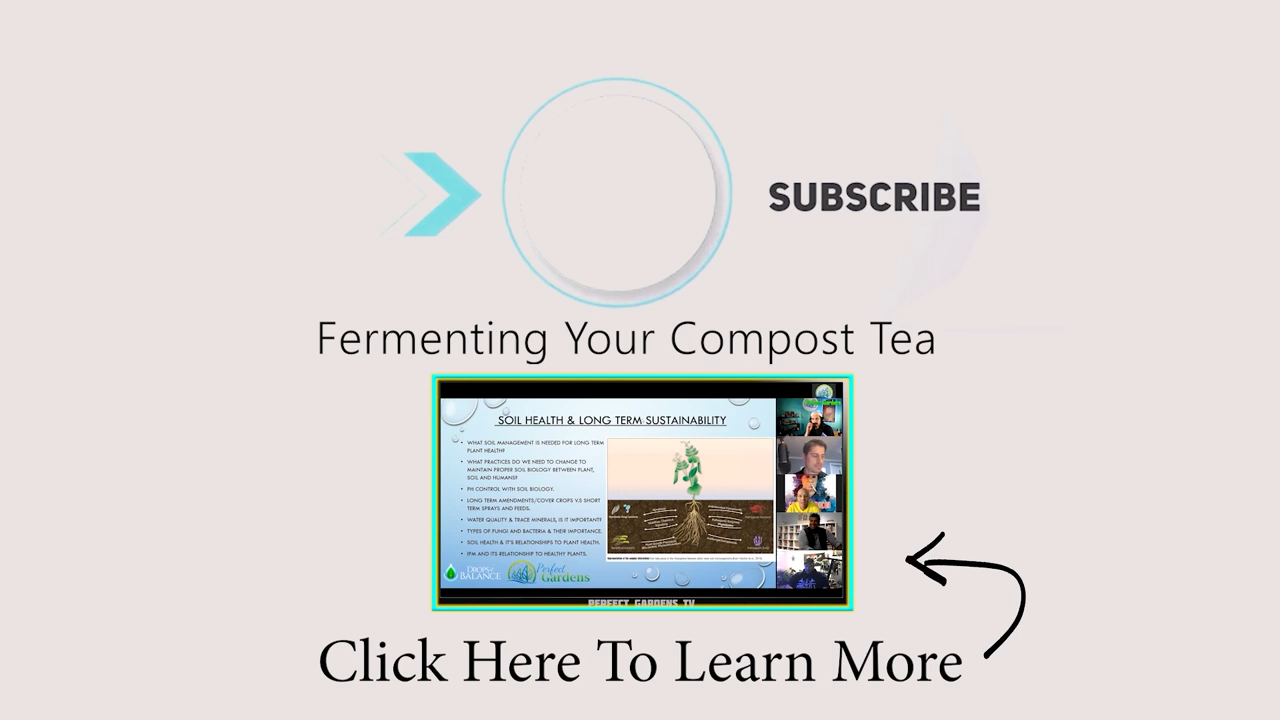 SUBSCRIBE
Fermenting Your Compost Tea
SOIL HEALTH & LONG TERM SUSTAINABILITY
• WHAT SOIL MANAGEMENT IS NEEDED FOR LONG TERM
PLANT HEALTH?
• WHAT PRACTICES DO WE NEED TO CHANGE TO
MAINTAIN PROPER SOIL BIOLOGY BETWEEN PLANT,
SOIL AND HUMANS?
• PH CONTROL WITH SOIL BIOLOGY.
• LONG TERM AMENDMENTS/COVER CROPS V.S SHORT
TERM SPRAYS AND FEEDS.
• WATER QUALITY & TRACE MINERALS, IS IT IMPORTANT?
• TYPES OF FUNGI AND BACTERIA & THEIR IMPORTANCE.
• SOIL HEALTH & IT'S RELATIONSHIPS TO PLANT HEALTH.
• IPM AND ITS RELATIONSHIP TO HEALTHY PLANTS.
DROPS of
BALANCE
Perfect
Gardens
PERFECT GARDENS TV
Click Here To Learn More